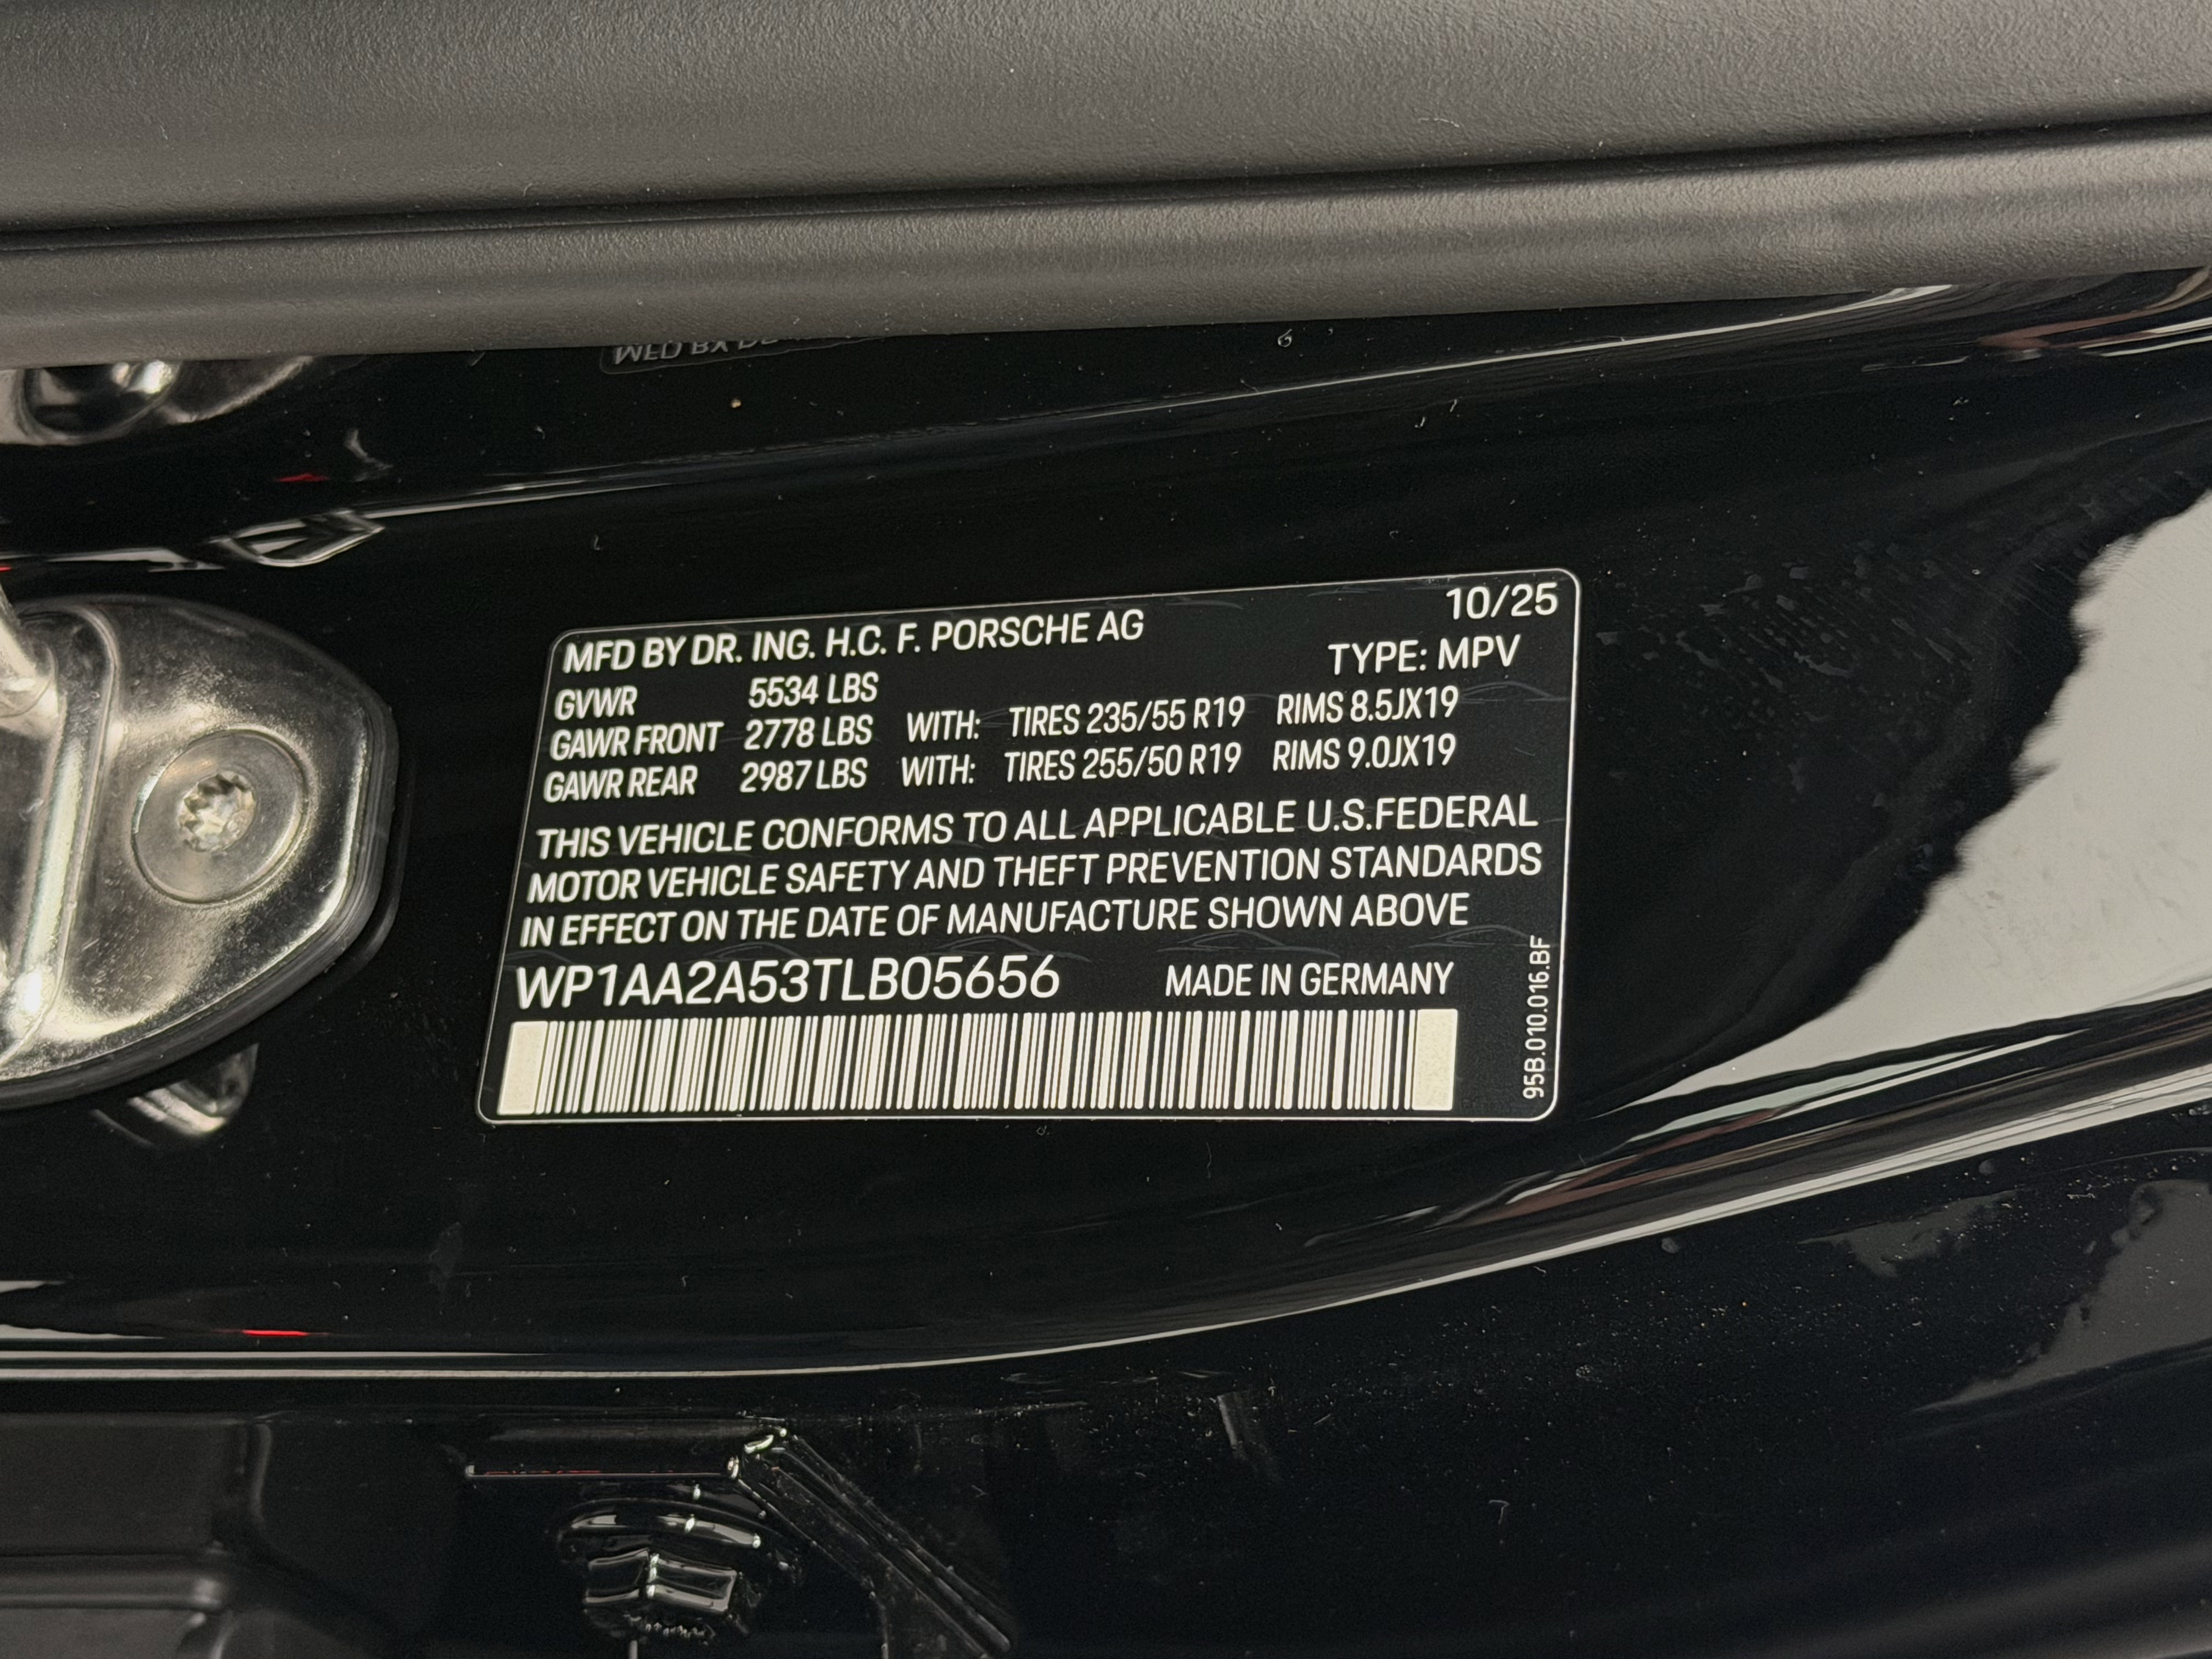 MFD BY DR. ING. H.C. F. PORSCHE AG 10/25
TYPE: MPV
GVWR 5534 LBS
GAWR FRONT 2778 LBS WITH: TIRES 235/55 R19 RIMS 8.5JX19
GAWR REAR 2987 LBS WITH: TIRES 255/50 R19 RIMS 9.0JX19
THIS VEHICLE CONFORMS TO ALL APPLICABLE U.S.FEDERAL
MOTOR VEHICLE SAFETY AND THEFT PREVENTION STANDARDS
IN EFFECT ON THE DATE OF MANUFACTURE SHOWN ABOVE
WP1AA2A53TLB05656 MADE IN GERMANY
95B.010.016.BF